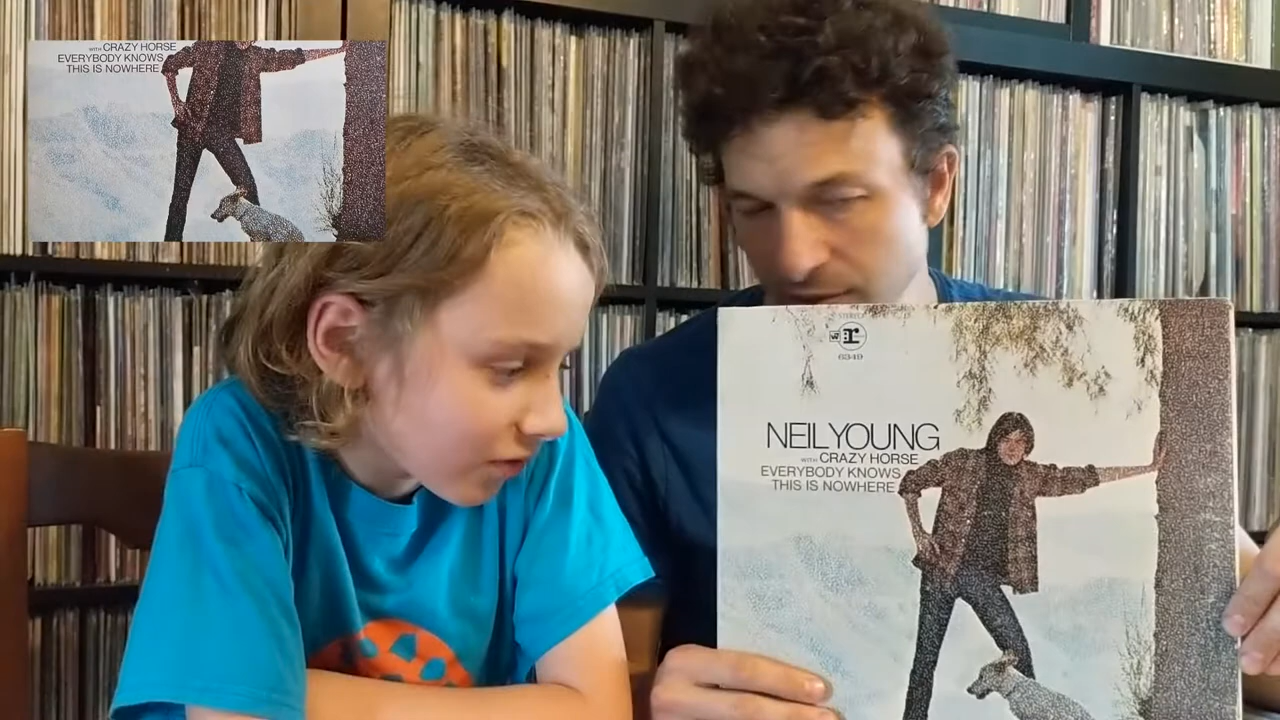 WITH CRAZY HORSE
EVERYBODY KNOWS
THIS IS NOWHERE
STEREO
W
r
6349
NEIL YOUNG
WITH CRAZY HORSE
EVERYBODY KNOWS
THIS IS NOWHERE